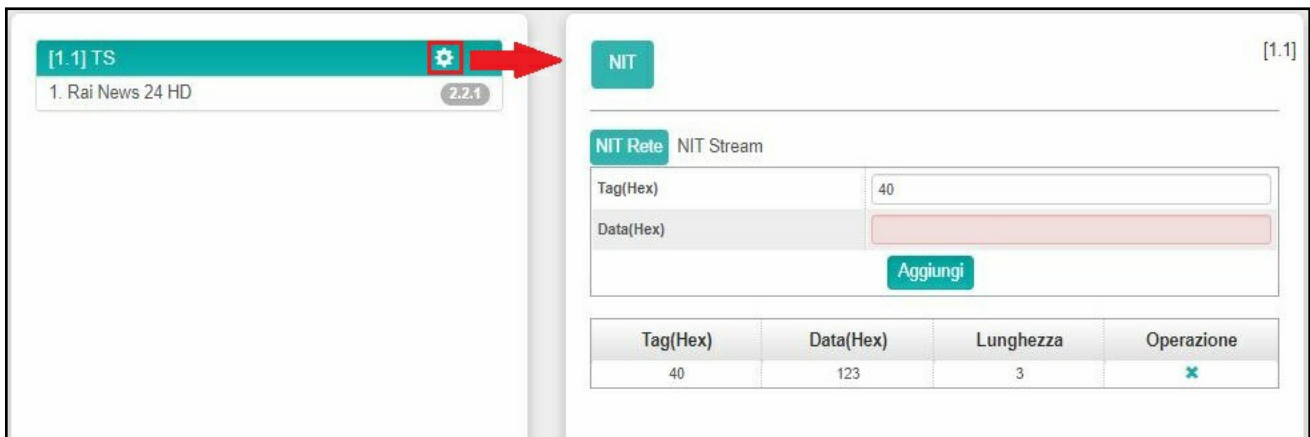 [1.1] TS
1. Rai News 24 HD 2.2.1
NIT [1.1]
NIT Rete NIT Stream
Tag(Hex) 40
Data(Hex)
Aggiungi
Tag(Hex) Data(Hex) Lunghezza Operazione
40 123 3